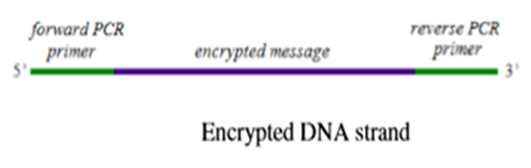 forward PCR primer
encrypted message
reverse PCR primer
5' 3'
Encrypted DNA strand